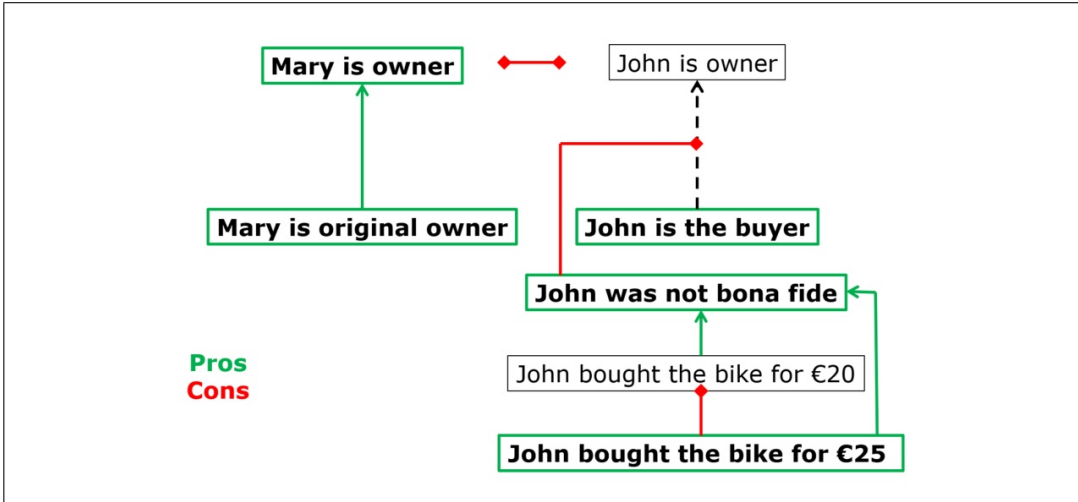 Mary is owner
John is owner
Mary is original owner
John is the buyer
John was not bona fide
Pros
Cons
John bought the bike for €20
John bought the bike for €25